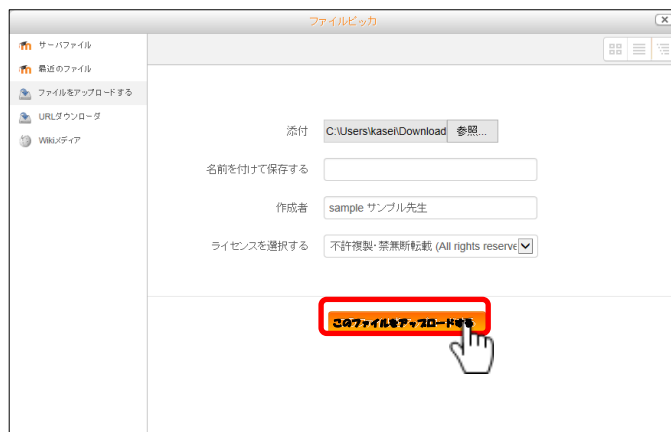 ファイルピッカ
サーバファイル
最近のファイル
ファイルをアップロードする
URLダウンローダ
Wikiメディア
添付 C:\Users\kasei\Download 参照...
名前を付けて保存する
作成者 sample サンプル先生
ライセンスを選択する 不許複製・禁無断転載 (All rights reserve
このファイルをアップロードする